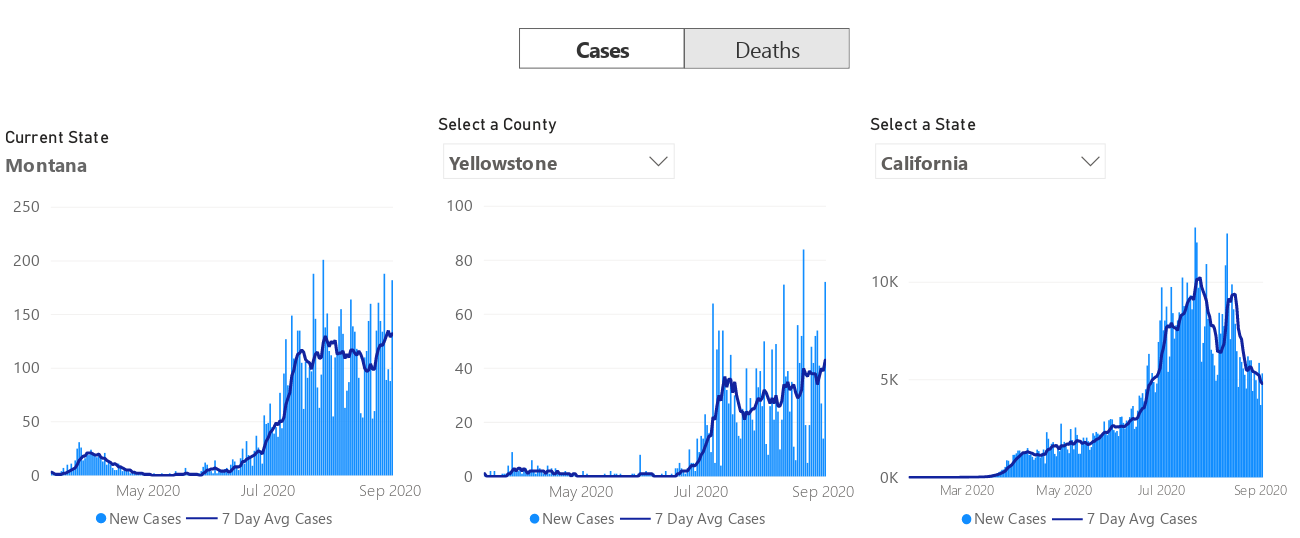 Cases Deaths
Current State
Montana
Select a County
Yellowstone
Select a State
California
250
200
150
100
50
0
May 2020 Jul 2020 Sep 2020
New Cases 7 Day Avg Cases
100
80
60
40
20
0
May 2020 Jul 2020 Sep 2020
New Cases 7 Day Avg Cases
10K
5K
0K
Mar 2020 May 2020 Jul 2020 Sep 2020
New Cases 7 Day Avg Cases